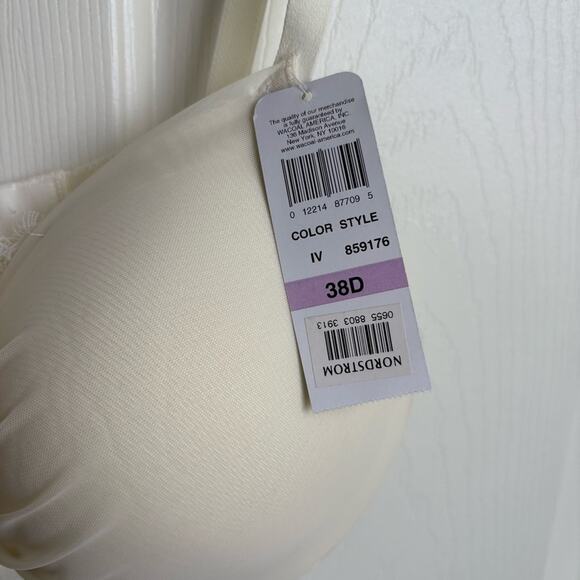 The quality of our merchandise
is fully guaranteed by
WACOAL AMERICA, INC.
136 Madison Avenue
New York, NY 10016
www.wacoal-america.com
0 12214 87709 5
COLOR STYLE
IV 859176
38D
0655 8803 3913
NORDSTROM